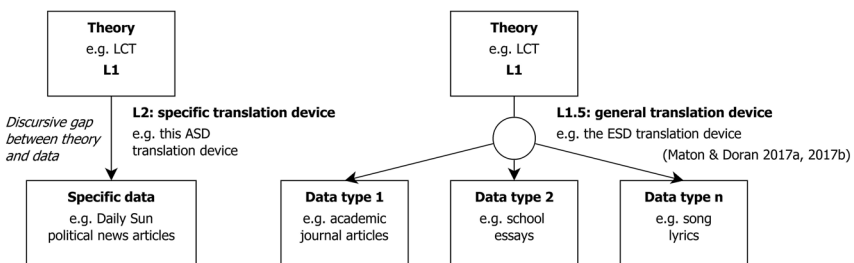 Theory
e.g. LCT
L1
Discursive gap
between theory
and data
L2: specific translation device
e.g. this ASD
translation device
Specific data
e.g. Daily Sun
political news articles
Theory
e.g. LCT
L1
L1.5: general translation device
e.g. the ESD translation device
(Maton & Doran 2017a, 2017b)
Data type 1
e.g. academic
journal articles
Data type 2
e.g. school
essays
Data type n
e.g. song
lyrics